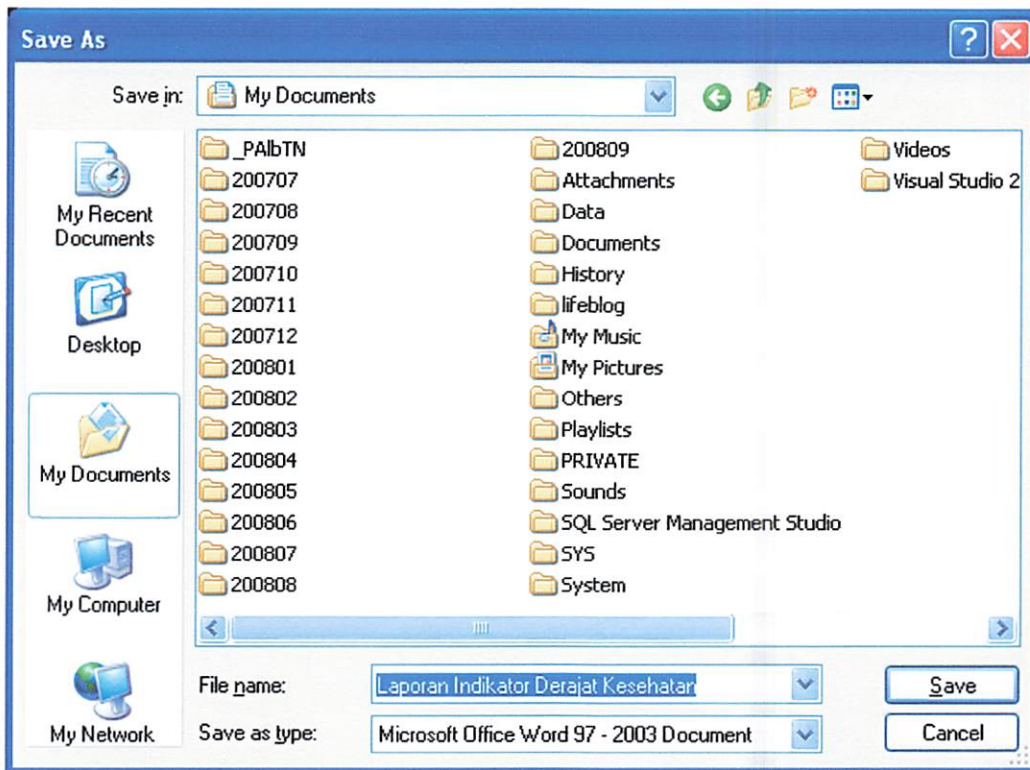 Save As
Save in:
My Documents
My Recent
Documents
Desktop
My Documents
My Computer
My Network
_PAlbTN
200707
200708
200709
200710
200711
200712
200801
200802
200803
200804
200805
200806
200807
200808
200809
Attachments
Data
Documents
History
lifeblog
My Music
My Pictures
Others
Playlists
PRIVATE
Sounds
SQL Server Management Studio
SYS
System
Videos
Visual Studio 2
File name:
Laporan Indikator Derajat Kesehatan
Save
Save as type:
Microsoft Office Word 97 - 2003 Document
Cancel